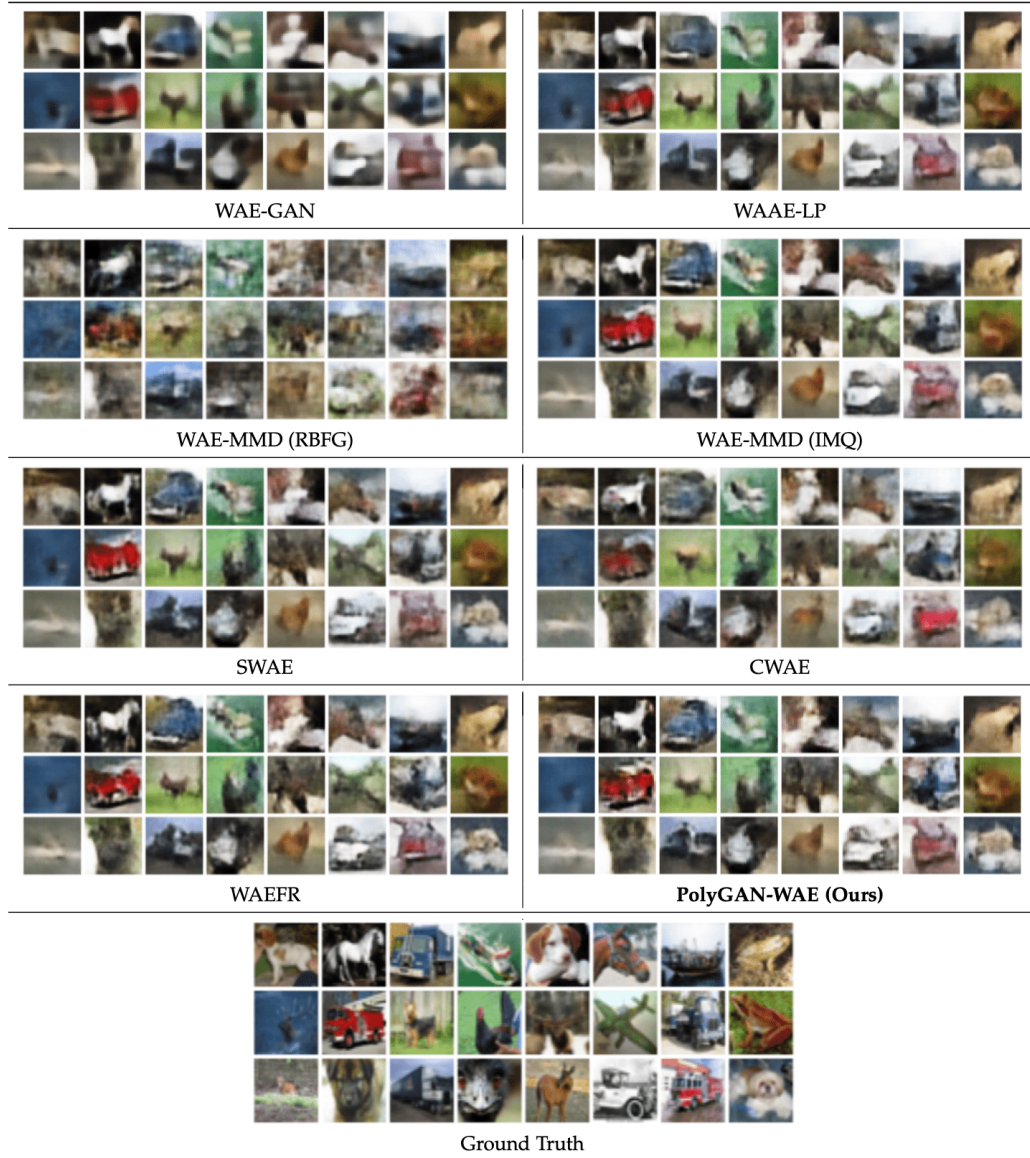 WAE-GAN
WAAE-LP
WAE-MMD (RBFG)
WAE-MMD (IMQ)
SWAE
CWAE
WAEFR
PolyGAN-WAE (Ours)
Ground Truth